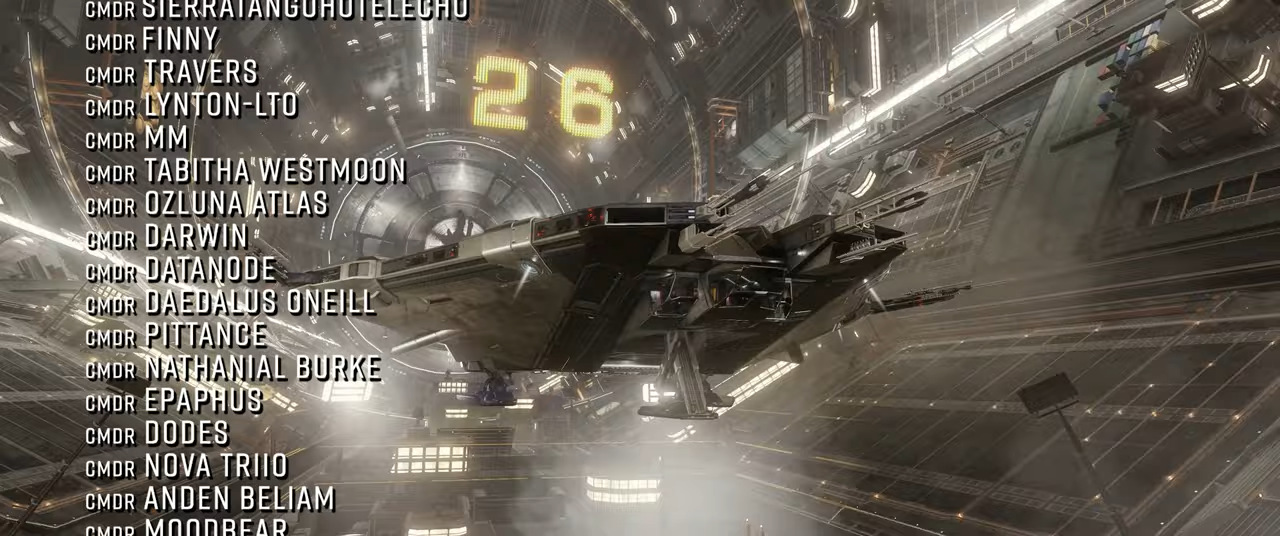 CMDR SIERRATANGOHOTELECHO
CMDR FINNY
CMDR TRAVERS
CMDR LYNTON-LTO
CMDR MM
CMDR TABITHA WESTMOON
CMDR OZLUNA ATLAS
CMDR DARWIN
CMDR DATANODE
CMDR DAEDALUS ONEILL
CMDR PITTANCE
CMDR NATHANIAL BURKE
CMDR EPAPHUS
CMDR DODES
CMDR NOVA TRIIO
CMDR ANDEN BELIAM
CMDR MOODBEAR
26